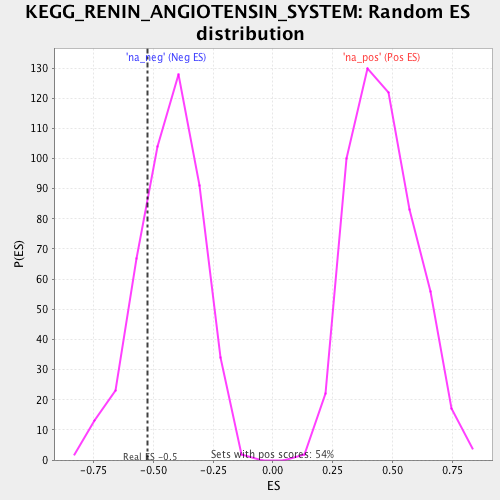 KEGG_RENIN_ANGIOTENSIN_SYSTEM: Random ES
distribution
'na_neg' (Neg ES)
'na_pos' (Pos ES)
P(ES)
130
120
110
100
90
80
70
60
50
40
30
20
10
0
Real ES -0.5
Sets with pos scores: 54%
-0.75
-0.50
-0.25
0.00
0.25
0.50
0.75
ES